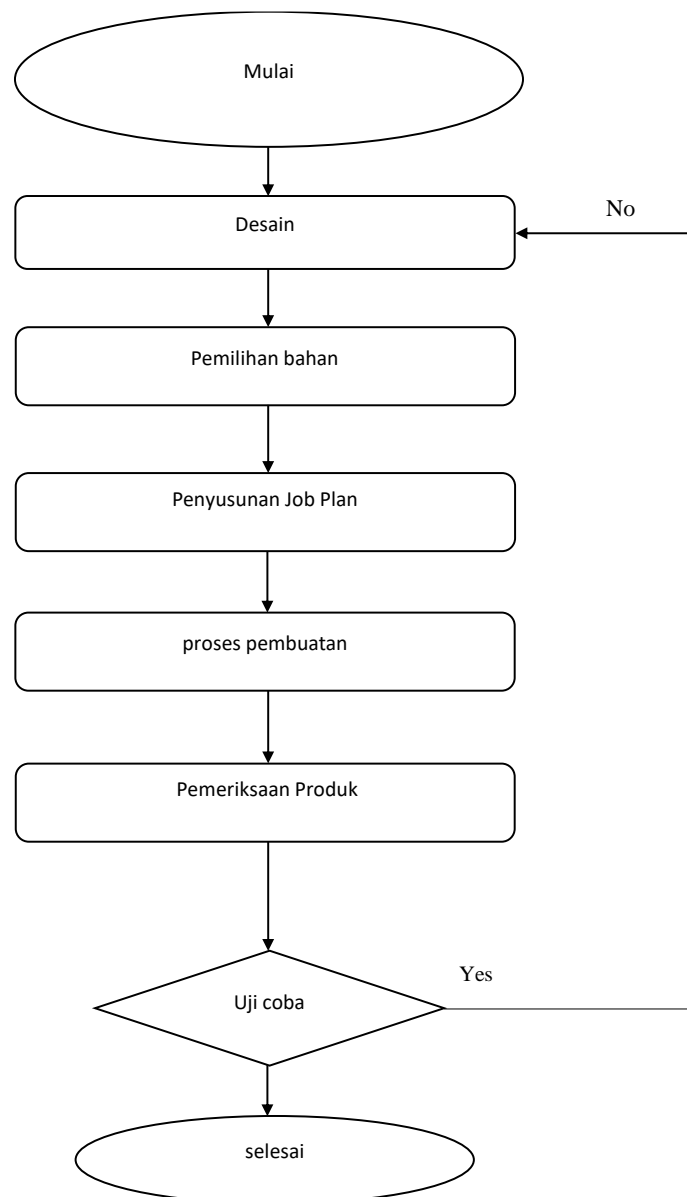 Mulai
Desain
No
Pemilihan bahan
Penyusunan Job Plan
proses pembuatan
Pemeriksaan Produk
Yes
Uji coba
selesai